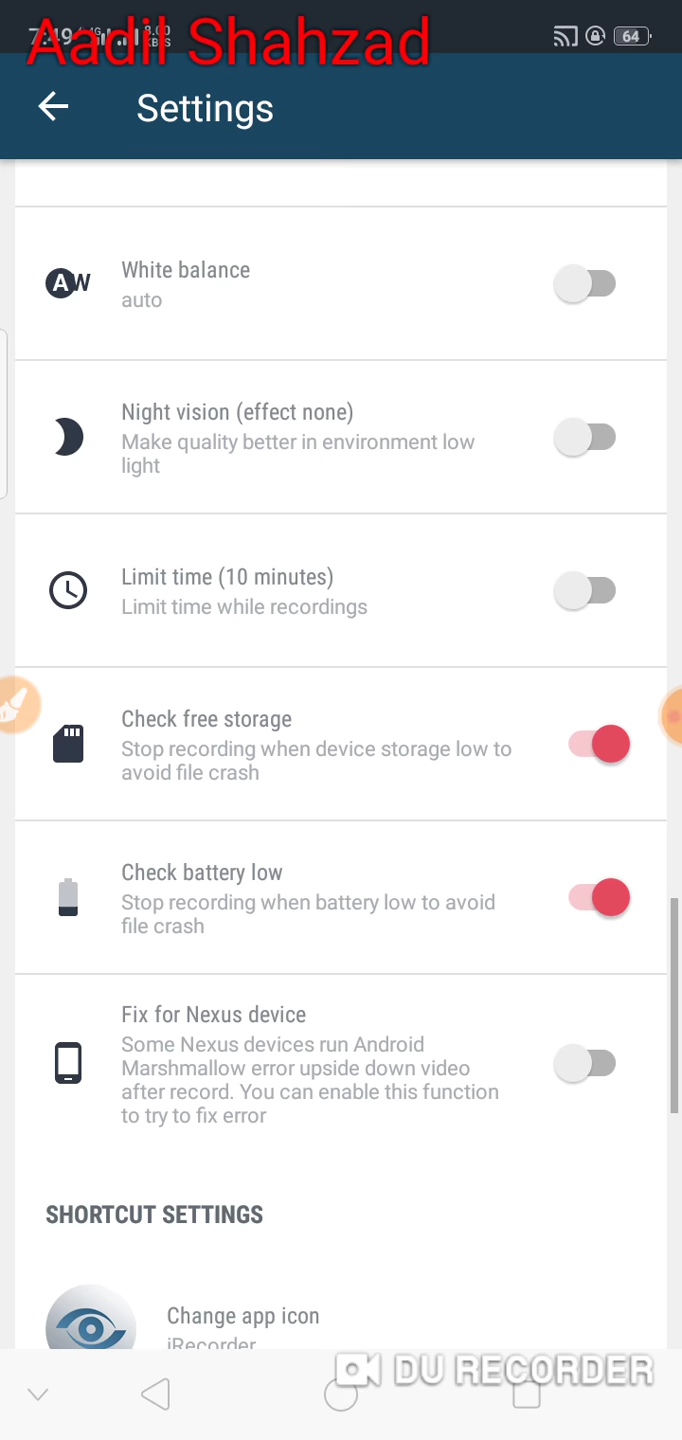 Aadil Shahzad
7:49
64
Settings
White balance
auto
Night vision (effect none)
Make quality better in environment low
light
Limit time (10 minutes)
Limit time while recordings
Check free storage
Stop recording when device storage low to
avoid file crash
Check battery low
Stop recording when battery low to avoid
file crash
Fix for Nexus device
Some Nexus devices run Android
Marshmallow error upside down video
after record. You can enable this function
to try to fix error
SHORTCUT SETTINGS
Change app icon
iRecorder
DU RECORDER